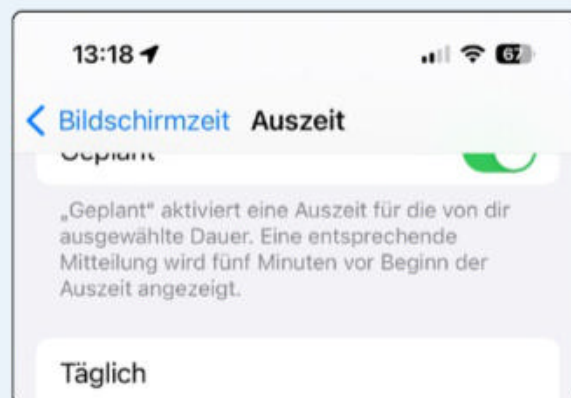 13:18
67
Bildschirmzeit Auszeit
Geplant
„Geplant“ aktiviert eine Auszeit für die von dir
ausgewählte Dauer. Eine entsprechende
Mitteilung wird fünf Minuten vor Beginn der
Auszeit angezeigt.
Täglich